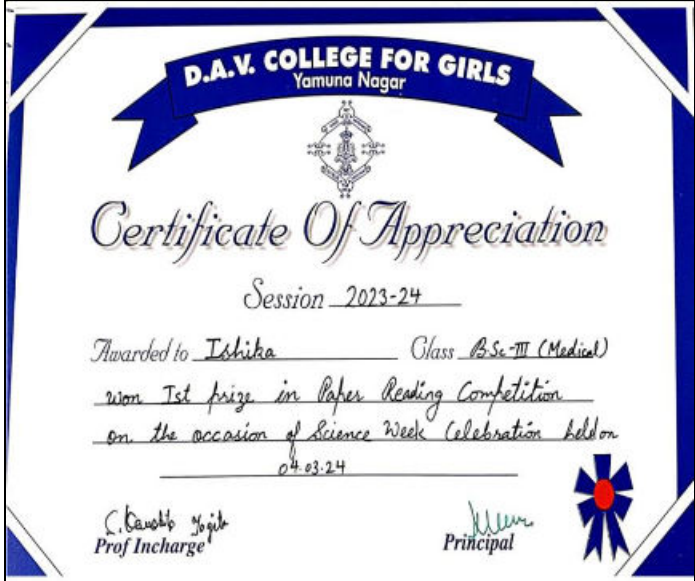 D.A.V. COLLEGE FOR GIRLS
Yamuna Nagar
Certificate Of Appreciation
Session 2023-24
Awarded to Ishika Class B.Sc-III (Medical)
won Ist prize in Paper Reading Competition
on the occasion of Science Week Celebration held on
04.03.24
Prof Incharge Principal